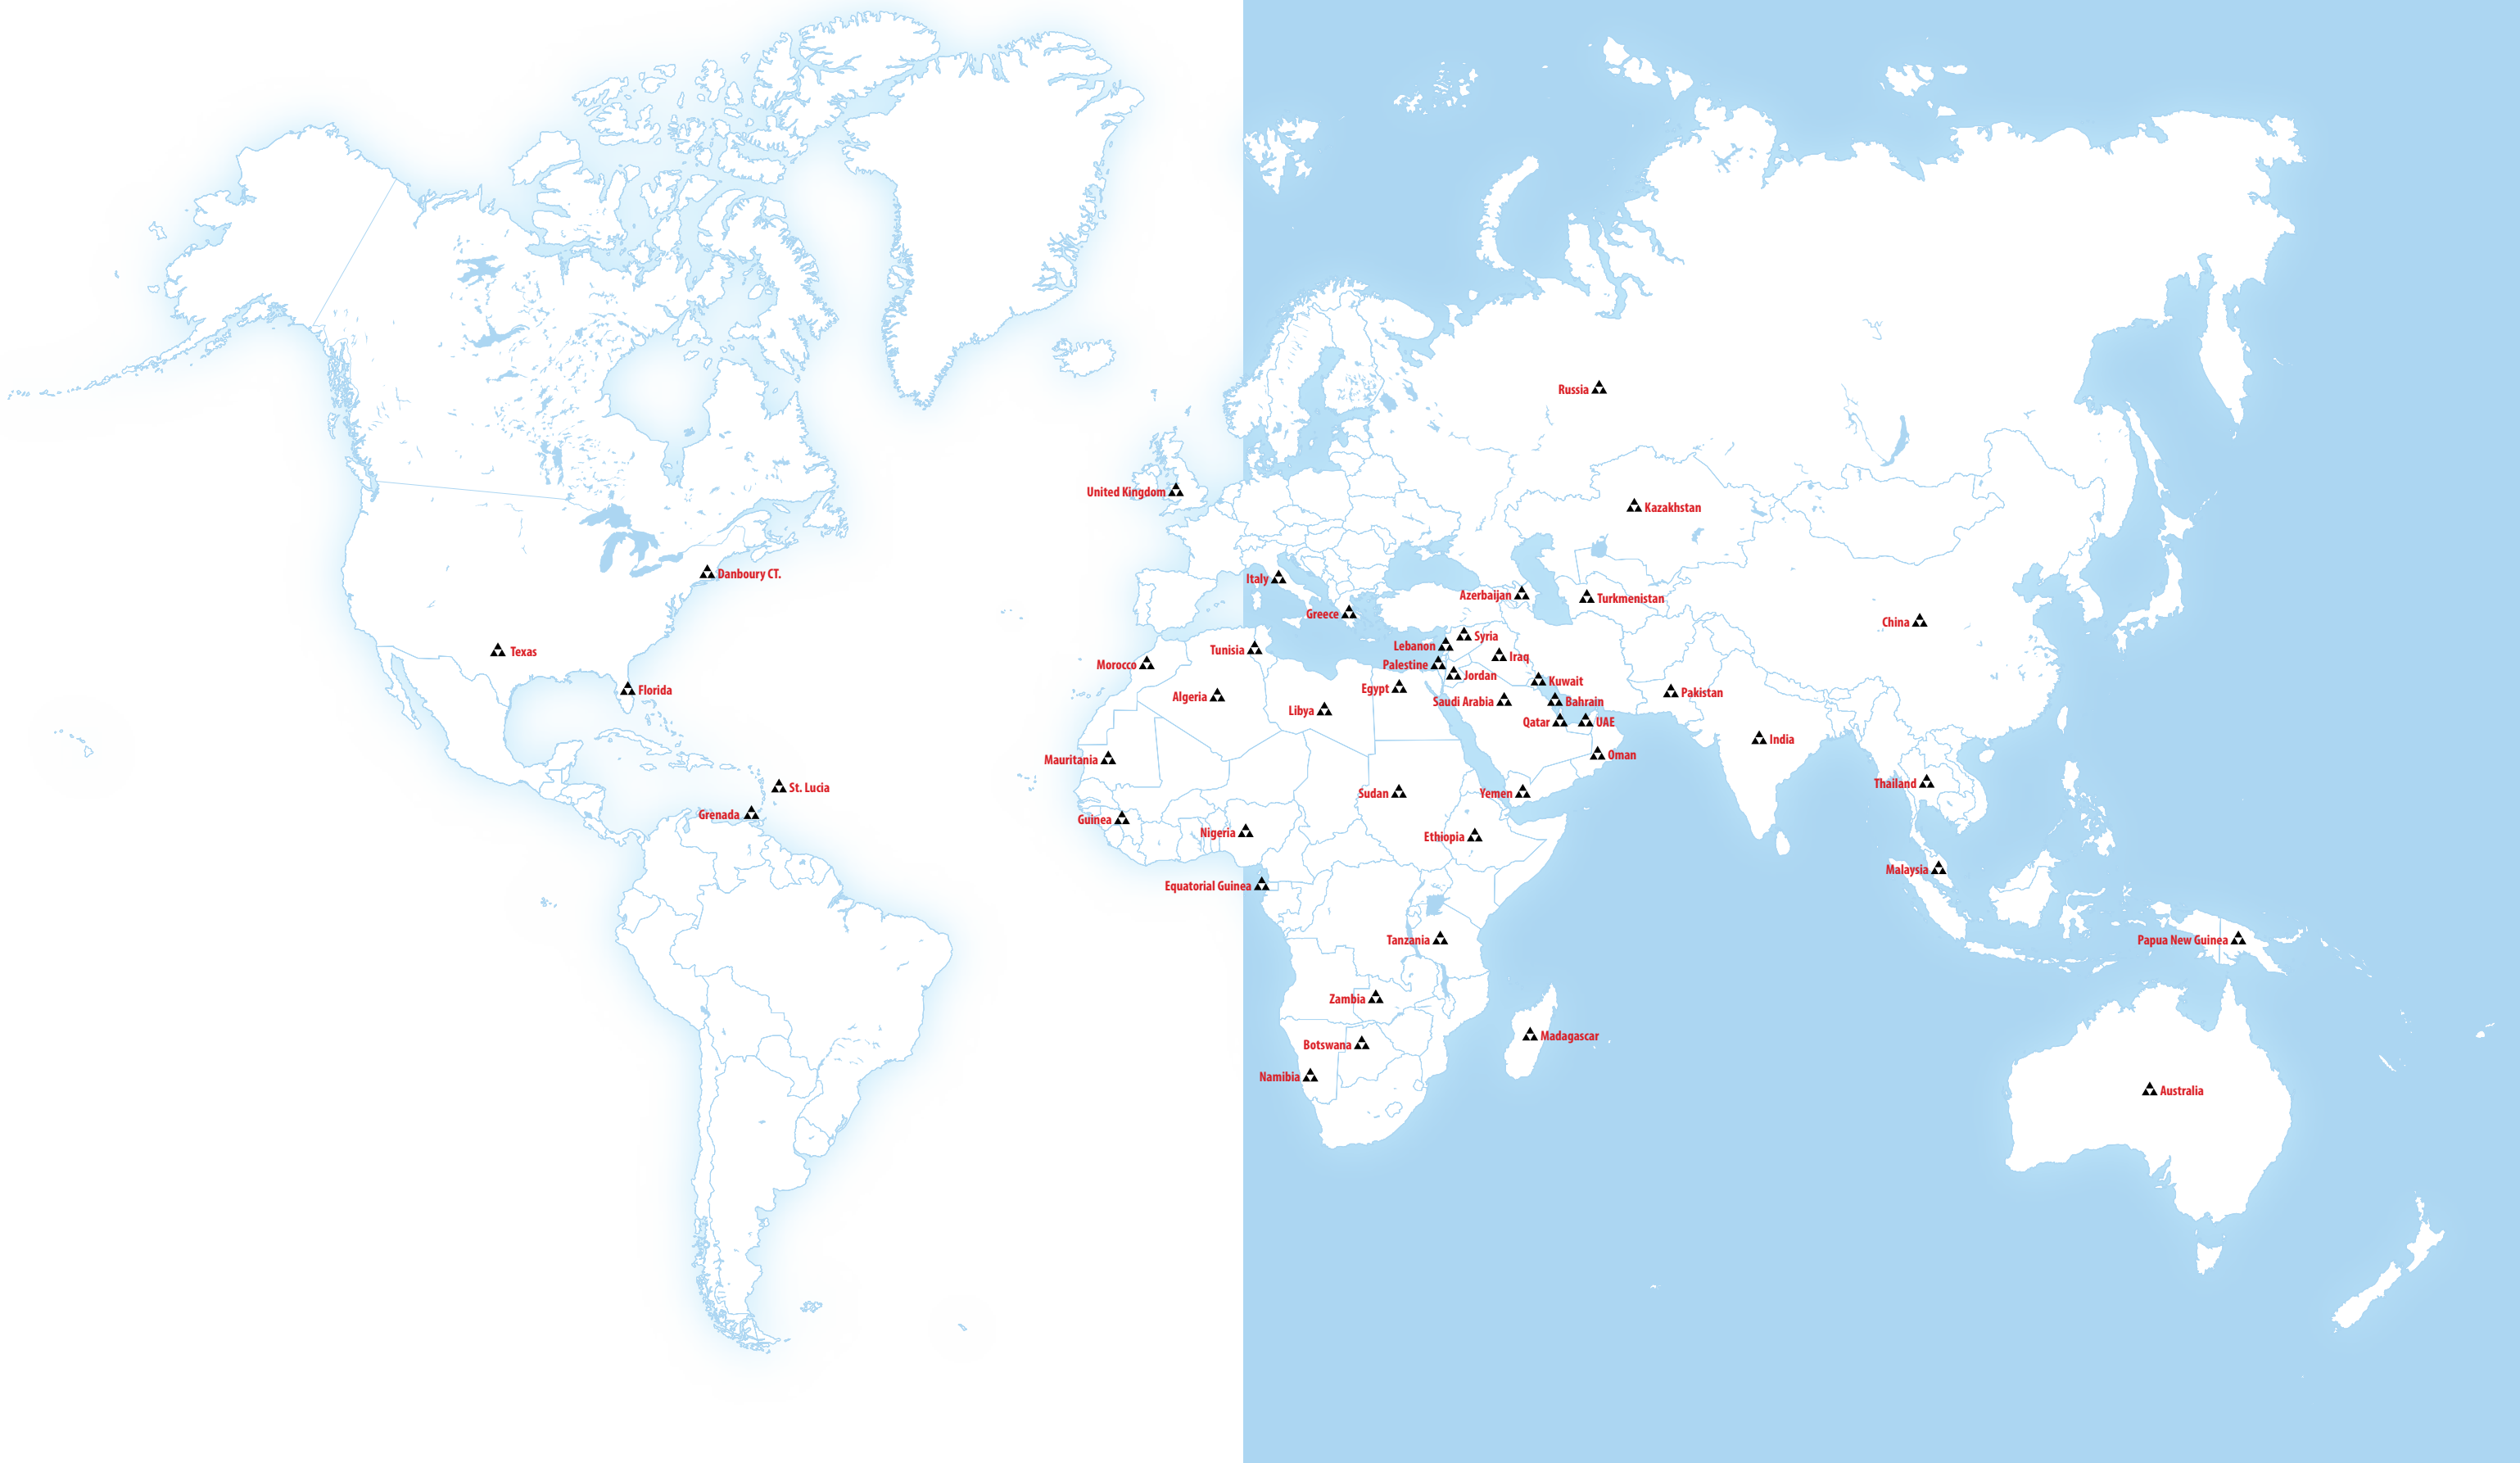 Russia
United Kingdom
Kazakhstan
Danboury CT.
Italy
Azerbaijan
Turkmenistan
Greece
China
Syria
Lebanon
Tunisia
Texas
Iraq
Morocco
Palestine
Jordan
Kuwait
Egypt
Florida
Pakistan
Algeria
Saudi Arabia
Bahrain
Libya
Qatar
UAE
India
Oman
Mauritania
Thailand
St. Lucia
Sudan
Yemen
Grenada
Guinea
Nigeria
Ethiopia
Malaysia
Equatorial Guinea
Tanzania
Papua New Guinea
Zambia
Madagascar
Botswana
Namibia
Australia